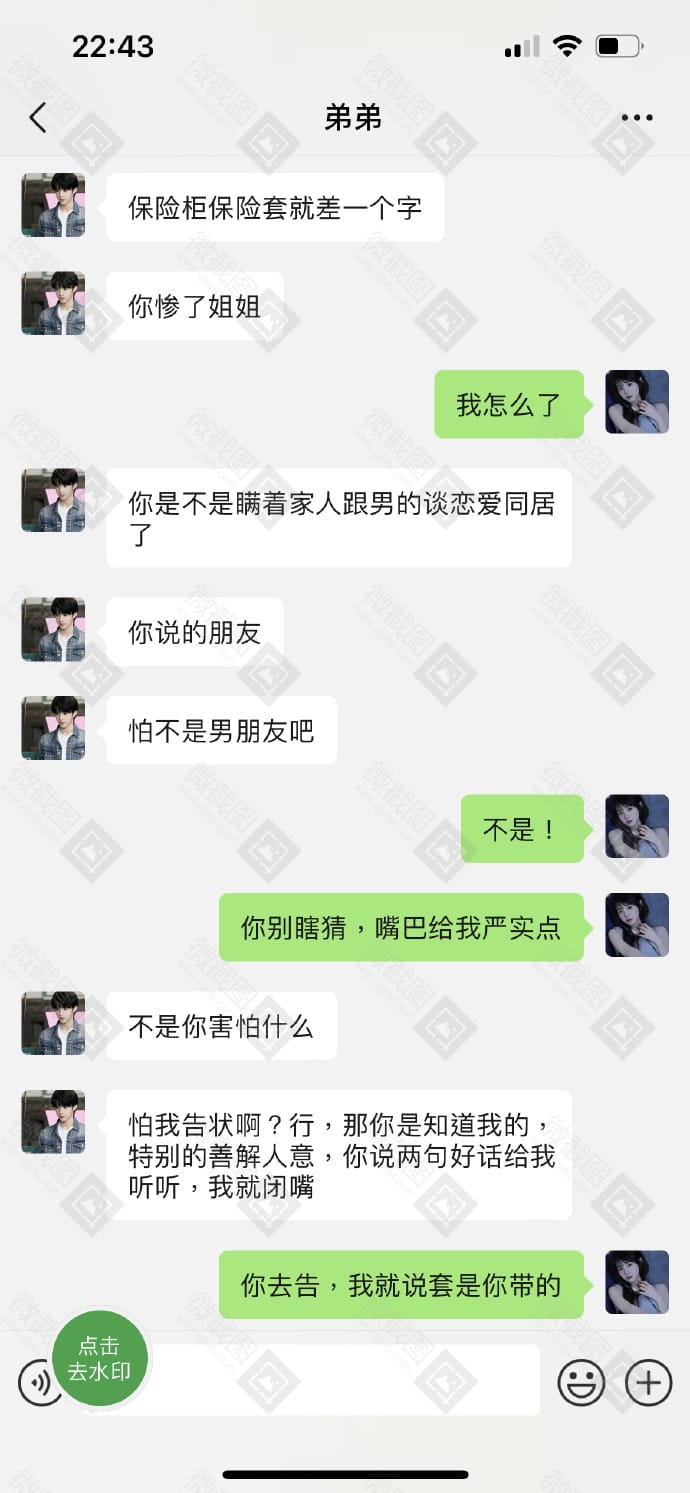 22:43
弟弟
保险柜保险套就差一个字
你惨了姐姐
我怎么了
你是不是瞒着家人跟男的谈恋爱同居
了
你说的朋友
怕不是男朋友吧
不是！
你别瞎猜，嘴巴给我严实点
不是你害怕什么
怕我告状啊？行，那你是知道我的，
特别的善解人意，你说两句好话给我
听听，我就闭嘴
你去告，我就说套是你带的
点击
去水印
微截图